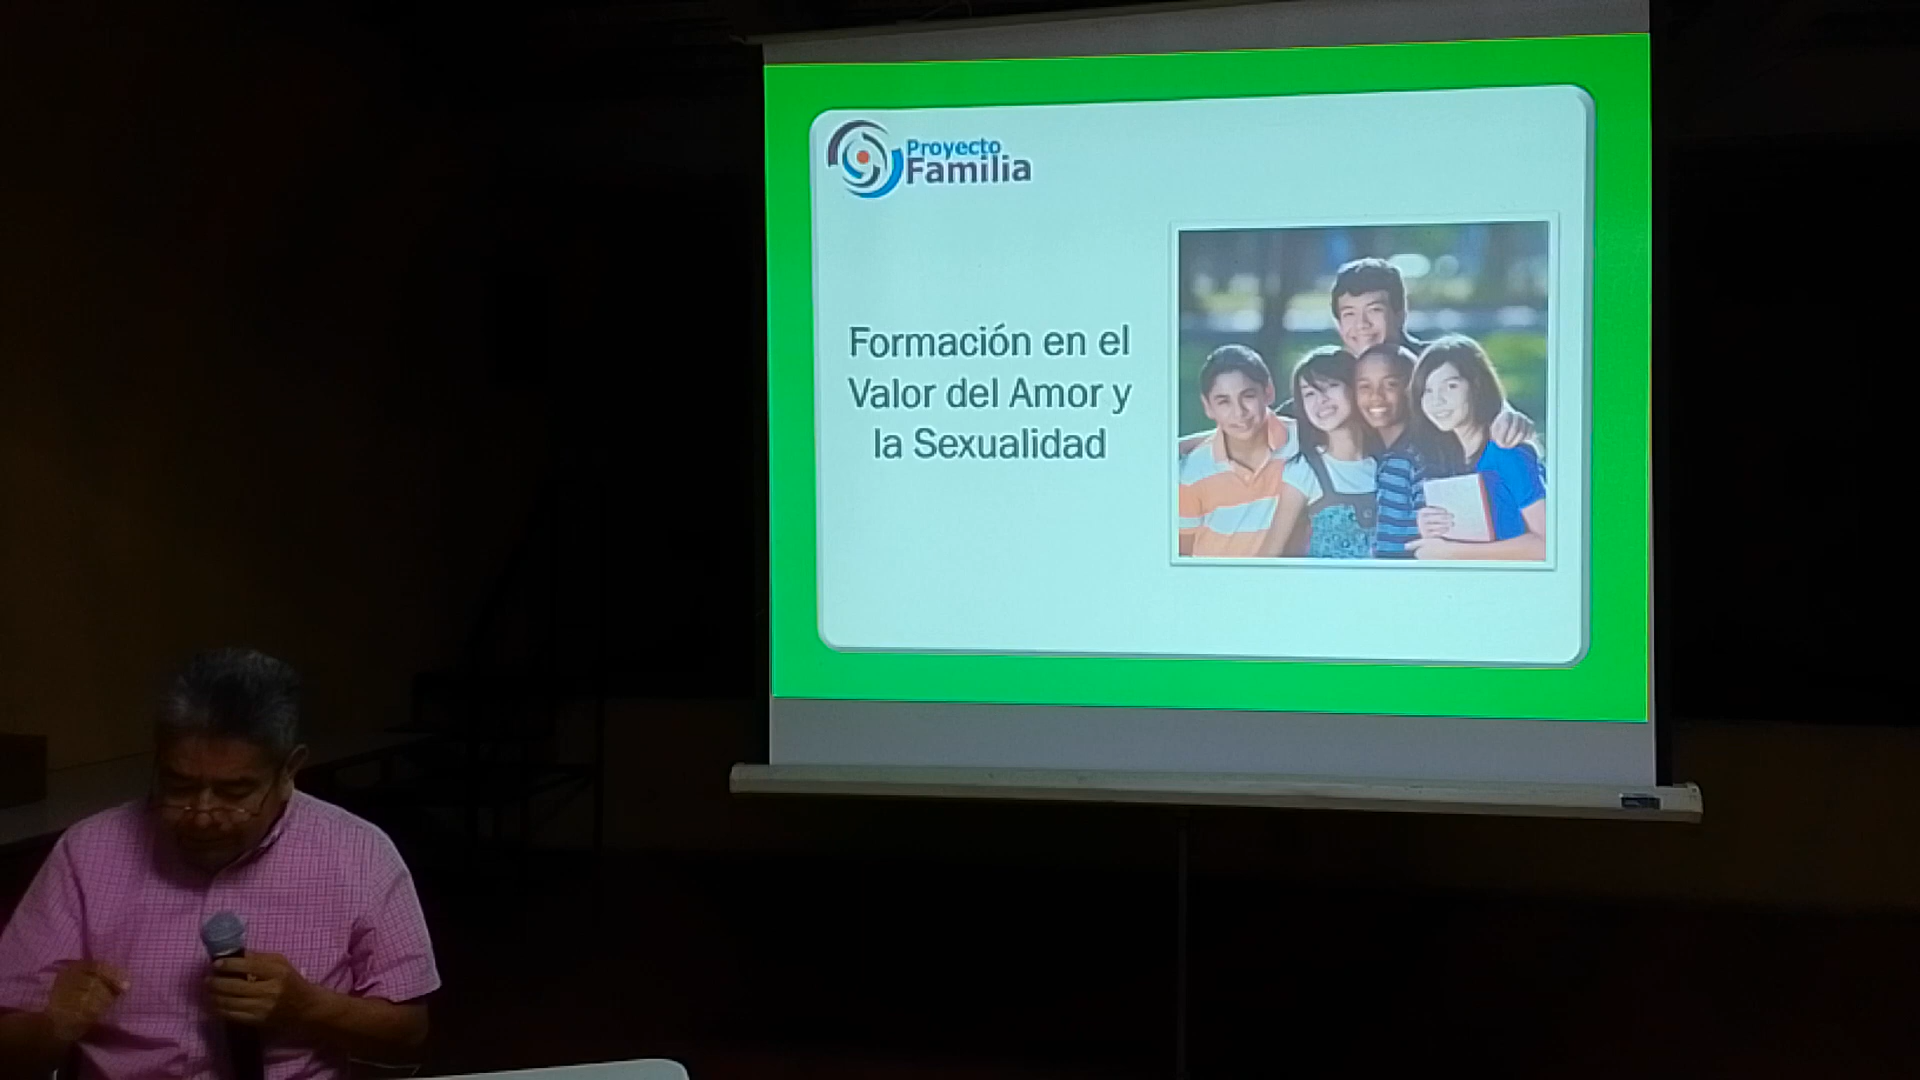 Proyecto
Familia
Formación en el
Valor del Amor y
la Sexualidad